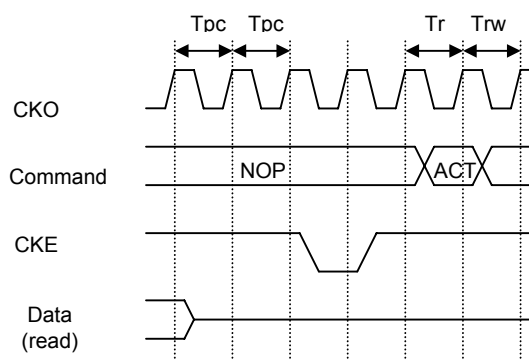 Tpc Tpc Tr Trw
CKO
Command NOP ACT
CKE
Data
(read)